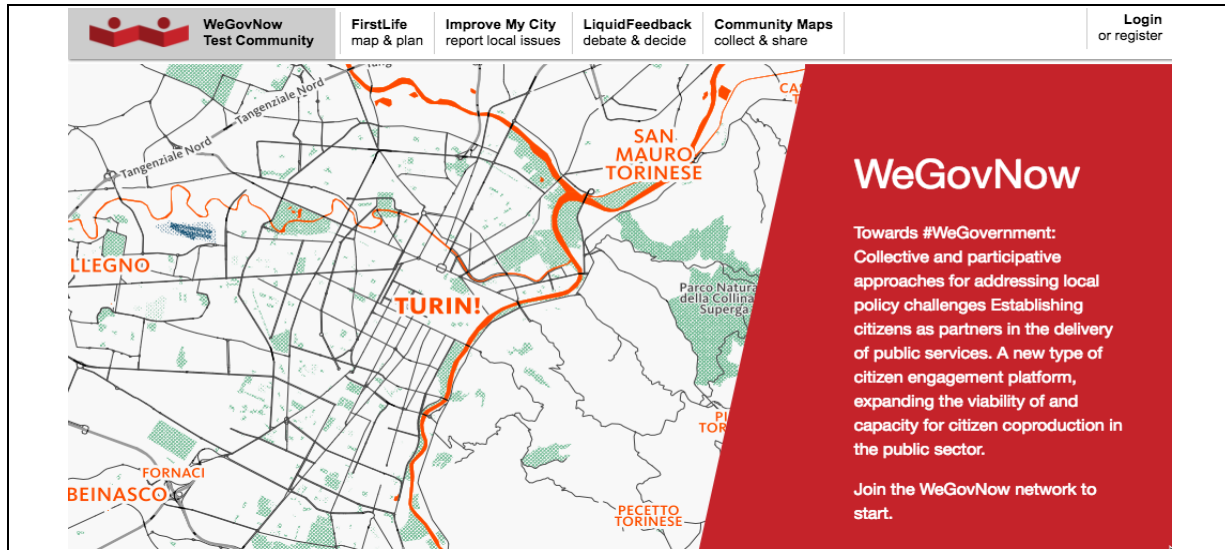 WeGovNow
Test Community
FirstLife
map & plan
Improve My City
report local issues
LiquidFeedback
debate & decide
Community Maps
collect & share
Login
or register
Tangenziale Nord
Tangenziale Nord
SAN
MAURO
TORINESE
LLEGNO
TURIN!
Parco Natura
della Collina
Superga
FORNACI
BEINASCO
PECETTO
TORINESE
WeGovNow
Towards #WeGovernment:
Collective and participative
approaches for addressing local
policy challenges Establishing
citizens as partners in the delivery
of public services. A new type of
citizen engagement platform,
expanding the viability of and
capacity for citizen coproduction in
the public sector.
Join the WeGovNow network to
start.